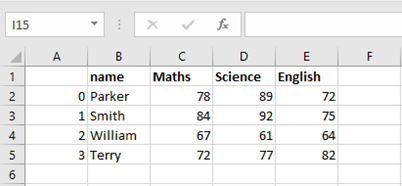 I15 fx
A B C D E F
1 name Maths Science English
2 0 Parker 78 89 72
3 1 Smith 84 92 75
4 2 William 67 61 64
5 3 Terry 72 77 82
6